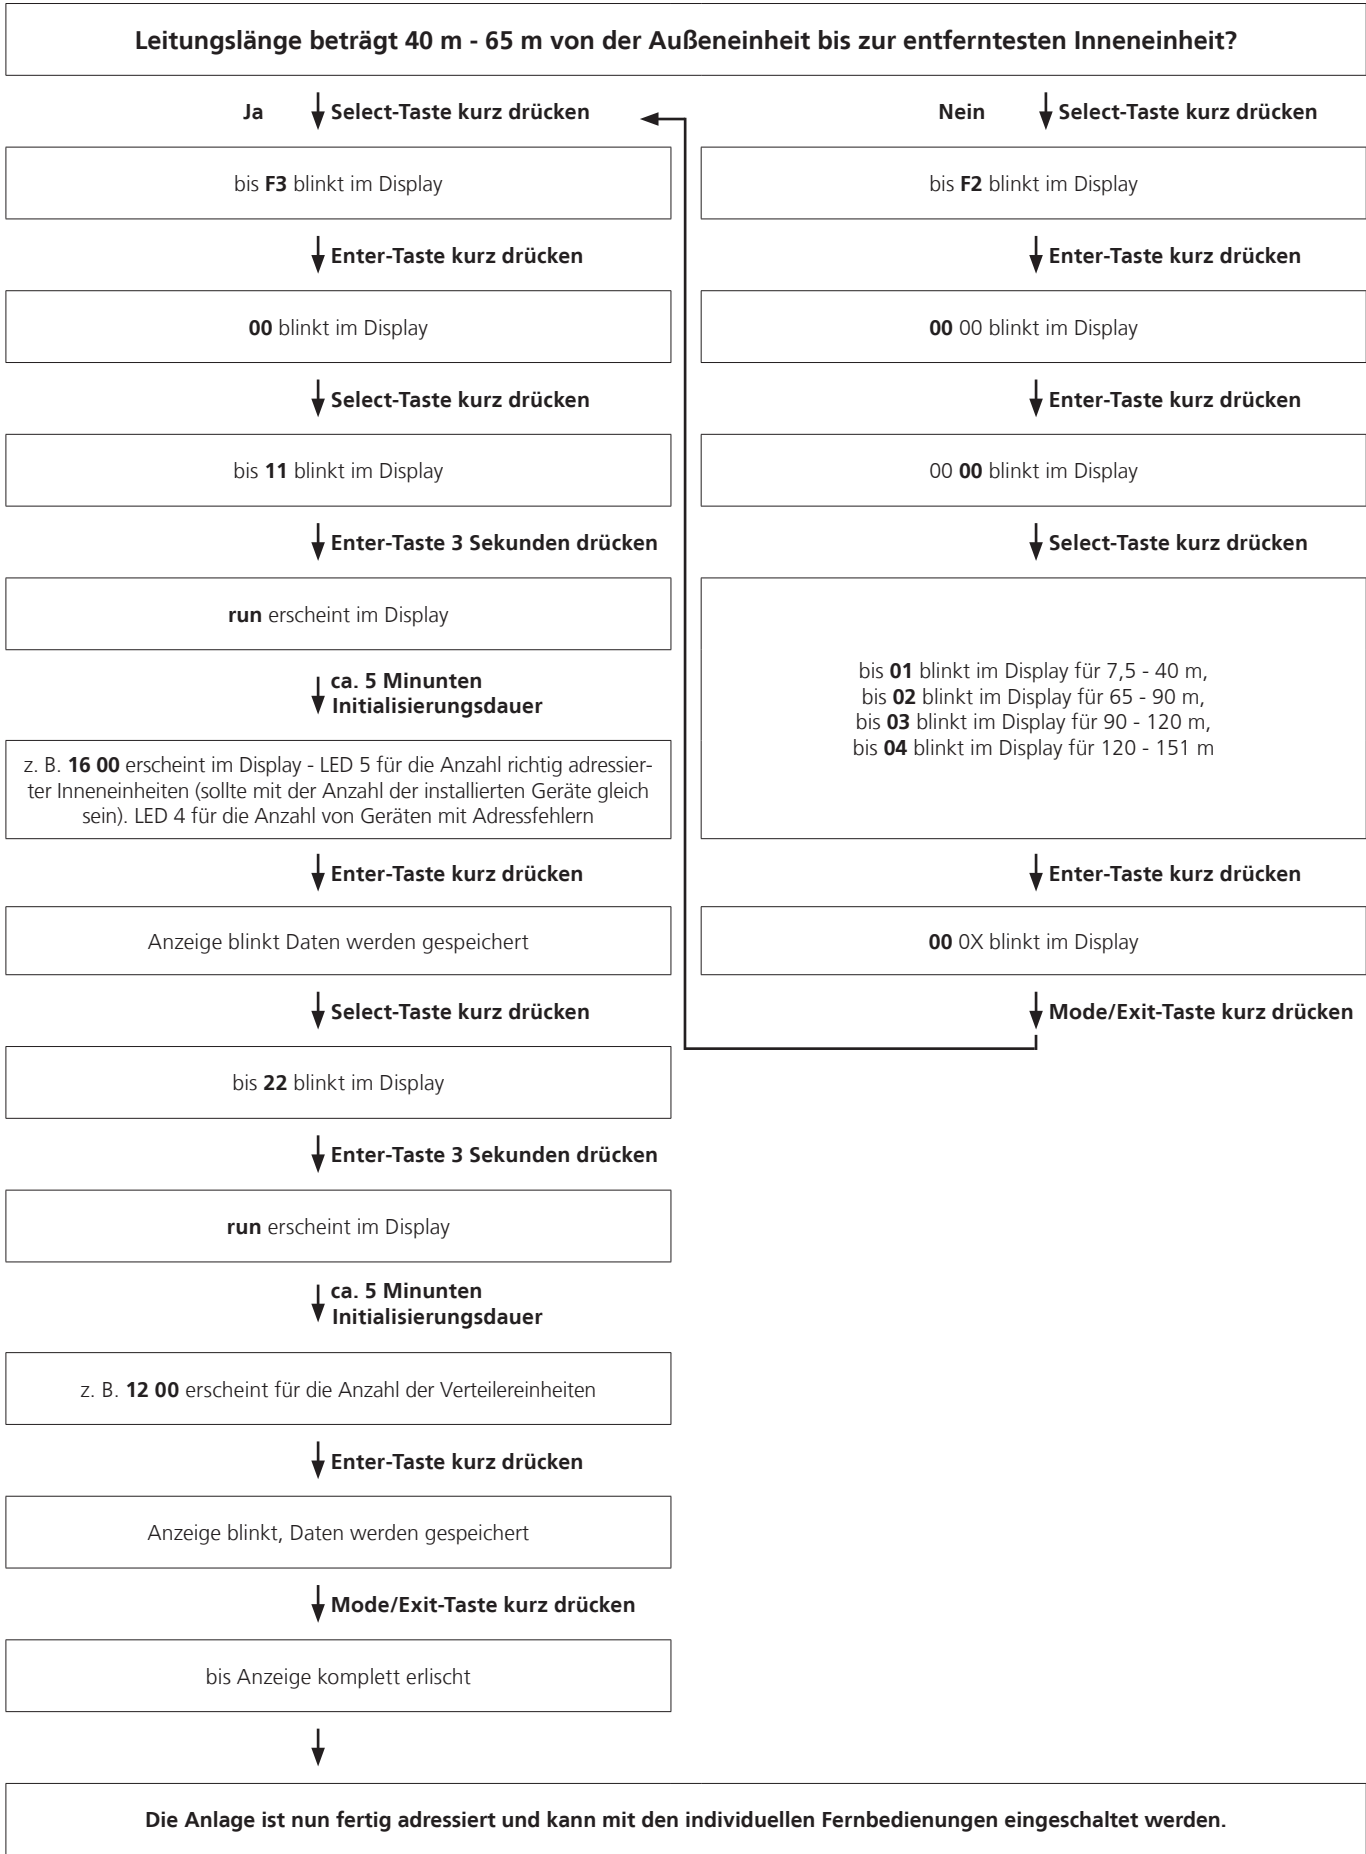 Leitungslänge beträgt 40 m - 65 m von der Außeneinheit bis zur entferntesten Inneneinheit?
Ja
Select-Taste kurz drücken
bis F3 blinkt im Display
Enter-Taste kurz drücken
00 blinkt im Display
Select-Taste kurz drücken
bis 11 blinkt im Display
Enter-Taste 3 Sekunden drücken
run erscheint im Display
ca. 5 Minunten
Initialisierungsdauer
z. B. 16 00 erscheint im Display - LED 5 für die Anzahl richtig adressier-
ter Inneneinheiten (sollte mit der Anzahl der installierten Geräte gleich
sein). LED 4 für die Anzahl von Geräten mit Adressfehlern
Enter-Taste kurz drücken
Anzeige blinkt Daten werden gespeichert
Select-Taste kurz drücken
bis 22 blinkt im Display
Enter-Taste 3 Sekunden drücken
run erscheint im Display
ca. 5 Minunten
Initialisierungsdauer
z. B. 12 00 erscheint für die Anzahl der Verteilereinheiten
Enter-Taste kurz drücken
Anzeige blinkt, Daten werden gespeichert
Mode/Exit-Taste kurz drücken
bis Anzeige komplett erlischt
Nein
Select-Taste kurz drücken
bis F2 blinkt im Display
Enter-Taste kurz drücken
00 00 blinkt im Display
Enter-Taste kurz drücken
00 00 blinkt im Display
Select-Taste kurz drücken
bis 01 blinkt im Display für 7,5 - 40 m,
bis 02 blinkt im Display für 65 - 90 m,
bis 03 blinkt im Display für 90 - 120 m,
bis 04 blinkt im Display für 120 - 151 m
Enter-Taste kurz drücken
00 0X blinkt im Display
Mode/Exit-Taste kurz drücken
Die Anlage ist nun fertig adressiert und kann mit den individuellen Fernbedienungen eingeschaltet werden.